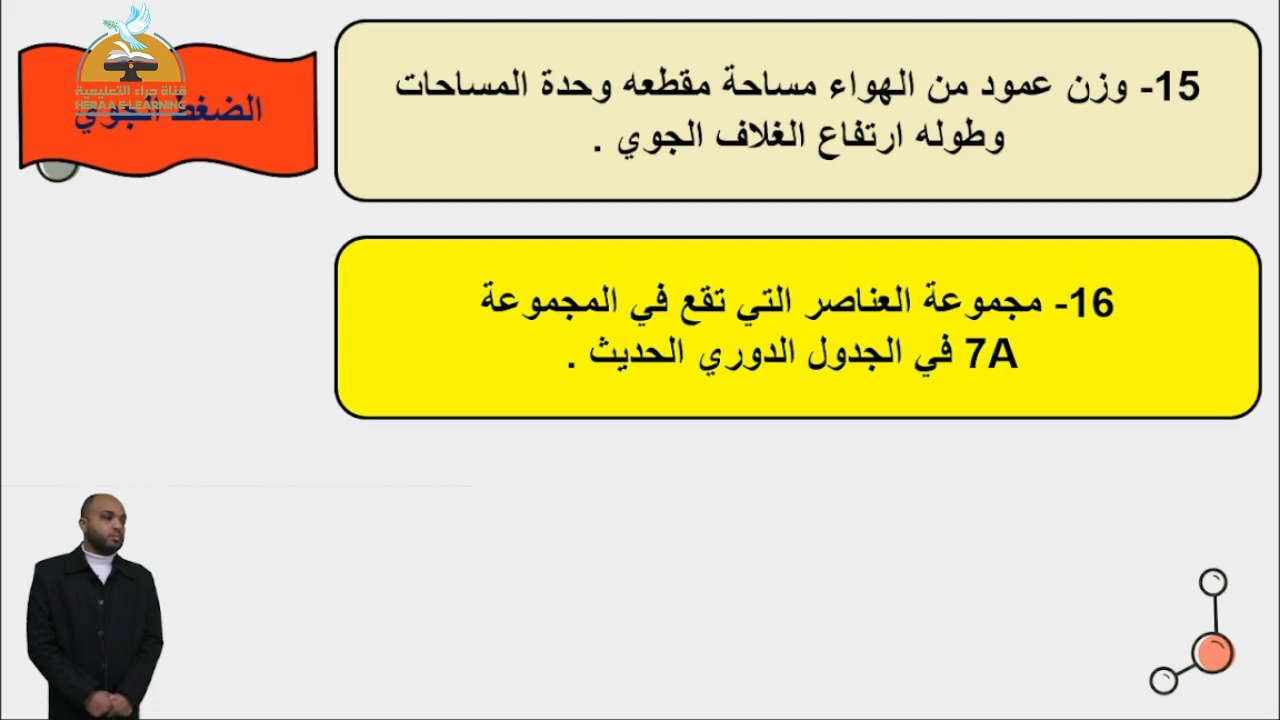 15- وزن عمود من الهواء مساحة مقطعه وحدة المساحات
وطوله ارتفاع الغلاف الجوي .
قناة حراء التعليمية
HERAA E-LEARNING
الضغط الجوي
16- مجموعة العناصر التي تقع في المجموعة
7A في الجدول الدوري الحديث .